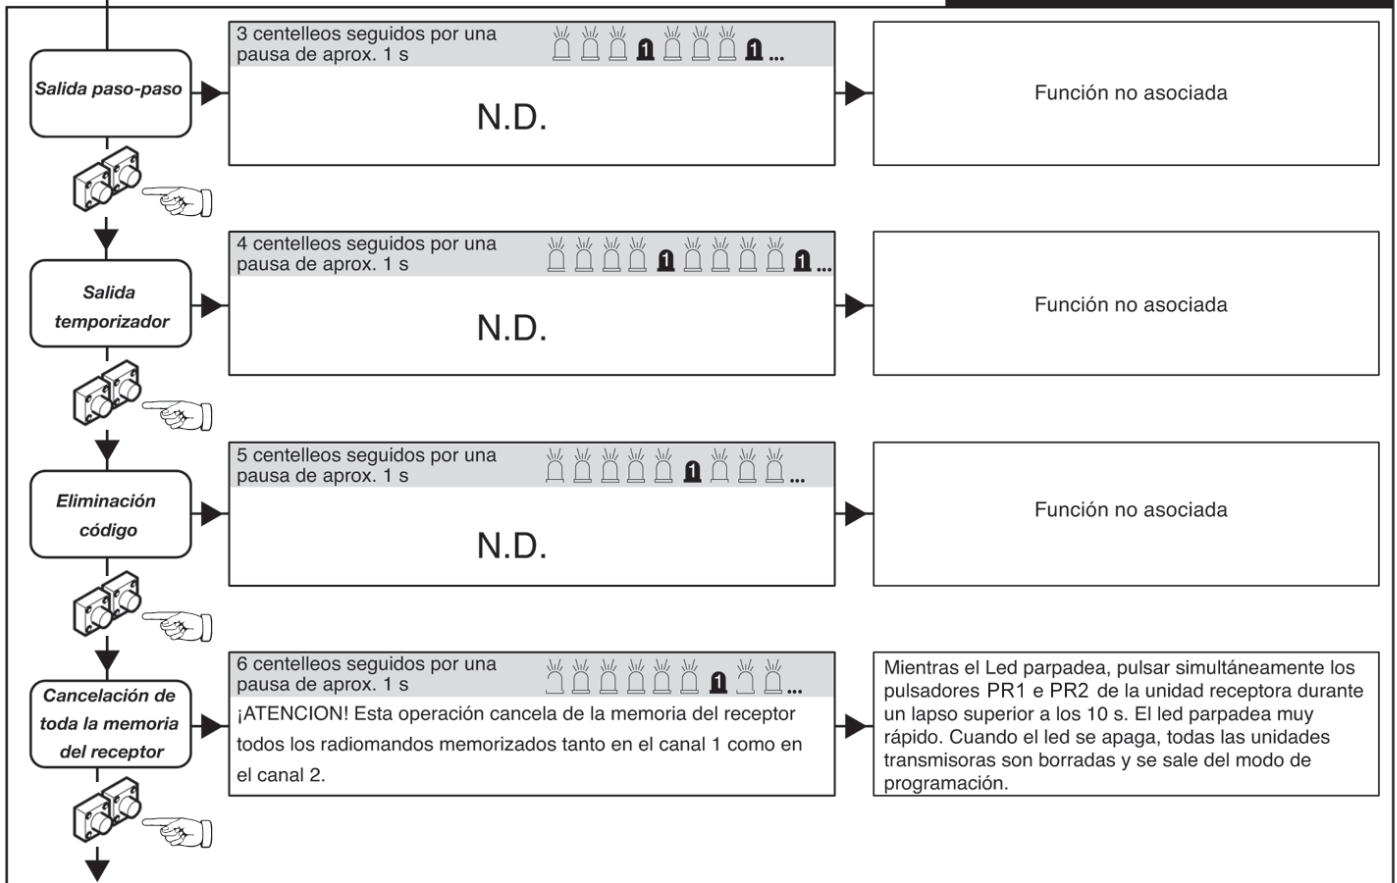 3 centelleos seguidos por una
pausa de aprox. 1 s
1 1 ...
Salida paso-paso
N.D.
Función no asociada
4 centelleos seguidos por una
pausa de aprox. 1 s
1 1 ...
Salida
temporizador
N.D.
Función no asociada
5 centelleos seguidos por una
pausa de aprox. 1 s
1 ...
Eliminación
código
N.D.
Función no asociada
6 centelleos seguidos por una
pausa de aprox. 1 s
1 ...
Cancelación de
toda la memoria
del receptor
¡ATENCION! Esta operación cancela de la memoria del receptor
todos los radiomandos memorizados tanto en el canal 1 como en
el canal 2.
Mientras el Led parpadea, pulsar simultáneamente los
pulsadores PR1 e PR2 de la unidad receptora durante
un lapso superior a los 10 s. El led parpadea muy
rápido. Cuando el led se apaga, todas las unidades
transmisoras son borradas y se sale del modo de
programación.